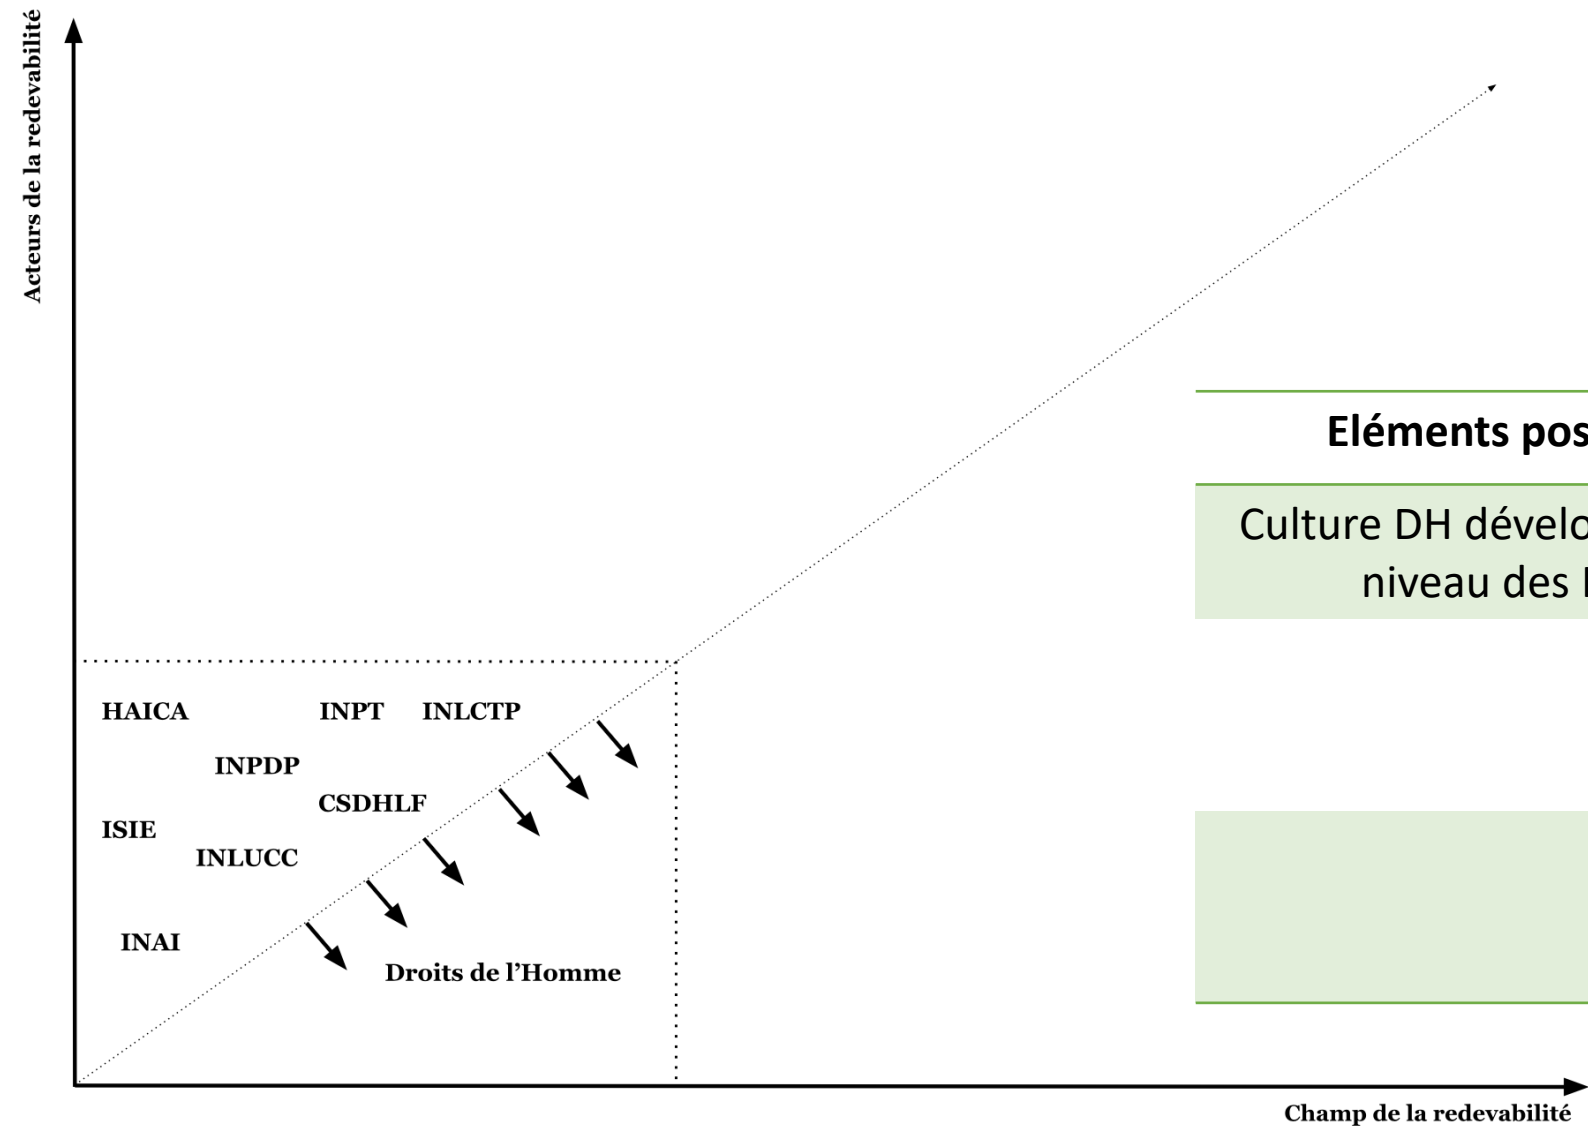 Acteurs de la redevabilité
Eléments pos
Culture DH dévelo
niveau des
HAICA INPT INLCTP
INPDP
CSDHLF
ISIE
INLUCC
INAI
Droits de l’Homme
Champ de la redevabilité